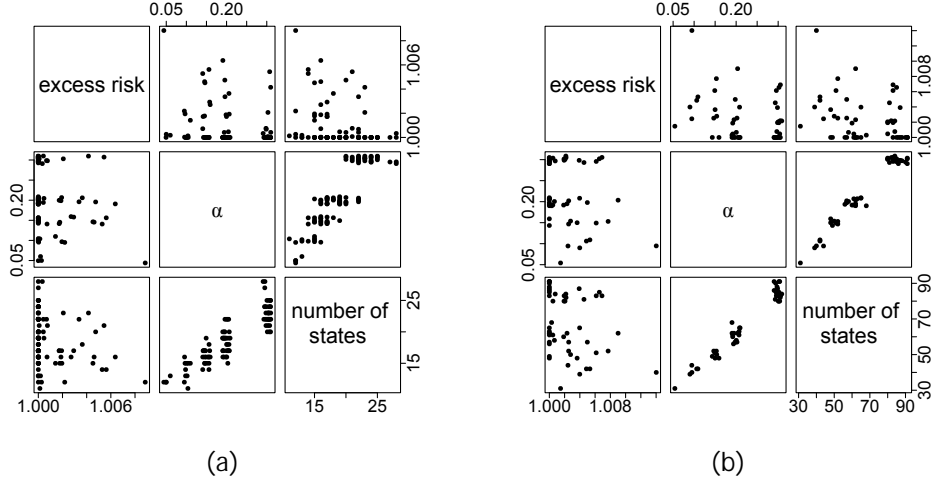 0.05 0.20
0.05 0.20
excess risk
1.000 1.006
excess risk
1.000 1.008
0.05 0.20
α
0.05 0.20
α
1
number of
states
15 25
number of
states
30 50 70 90
1.000 1.006
15 25
1.000 1.008
30 50 70 90
(a)
(b)